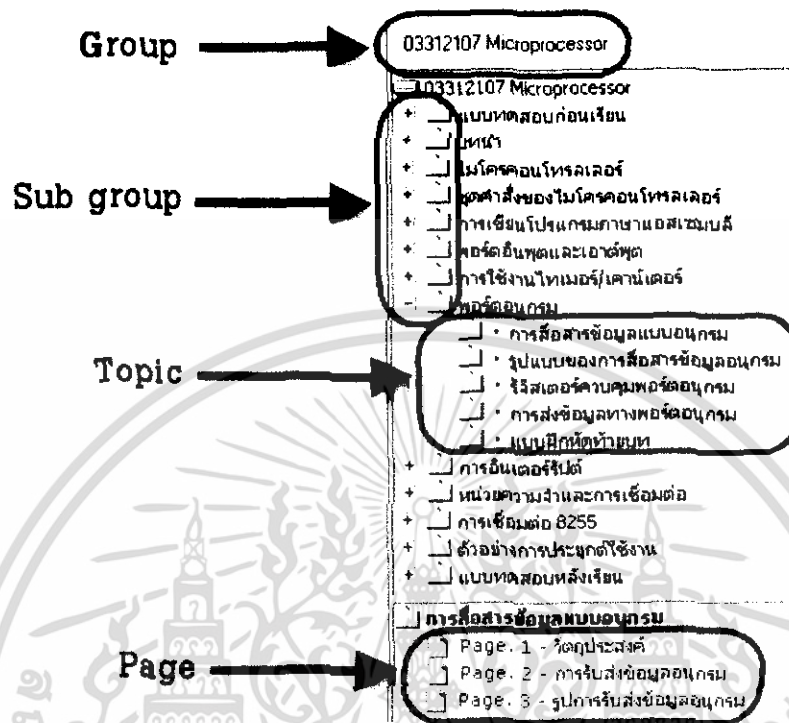 Group
03312107 Microprocessor
03312107 Microprocessor
แบบทดสอบก่อนเรียน
บทนำ
ไมโครคอนโทรลเลอร์
Sub group
ชุดคำสั่งของไมโครคอนโทรลเลอร์
การเขียนโปรแกรมภาษาแอสเซมบลี
พอร์ตอินพุตและเอาต์พุต
การใช้งานไทเมอร์/เคาน์เตอร์
พอร์ตอนุกรม
Topic
· การสื่อสารข้อมูลแบบอนุกรม
· รูปแบบของการสื่อสารข้อมูลอนุกรม
· รีจิสเตอร์ควบคุมพอร์ตอนุกรม
· การส่งข้อมูลทางพอร์ตอนุกรม
· แบบฝึกหัดท้ายบท
การอินเตอร์รัปต์
หน่วยความจำและการเชื่อมต่อ
การเชื่อมต่อ 8255
ตัวอย่างการประยุกต์ใช้งาน
แบบทดสอบหลังเรียน
การสื่อสารข้อมูลแบบอนุกรม
Page
Page. 1 - วัตถุประสงค์
Page. 2 - การรับส่งข้อมูลอนุกรม
Page. 3 - รูปการรับส่งข้อมูลอนุกรม